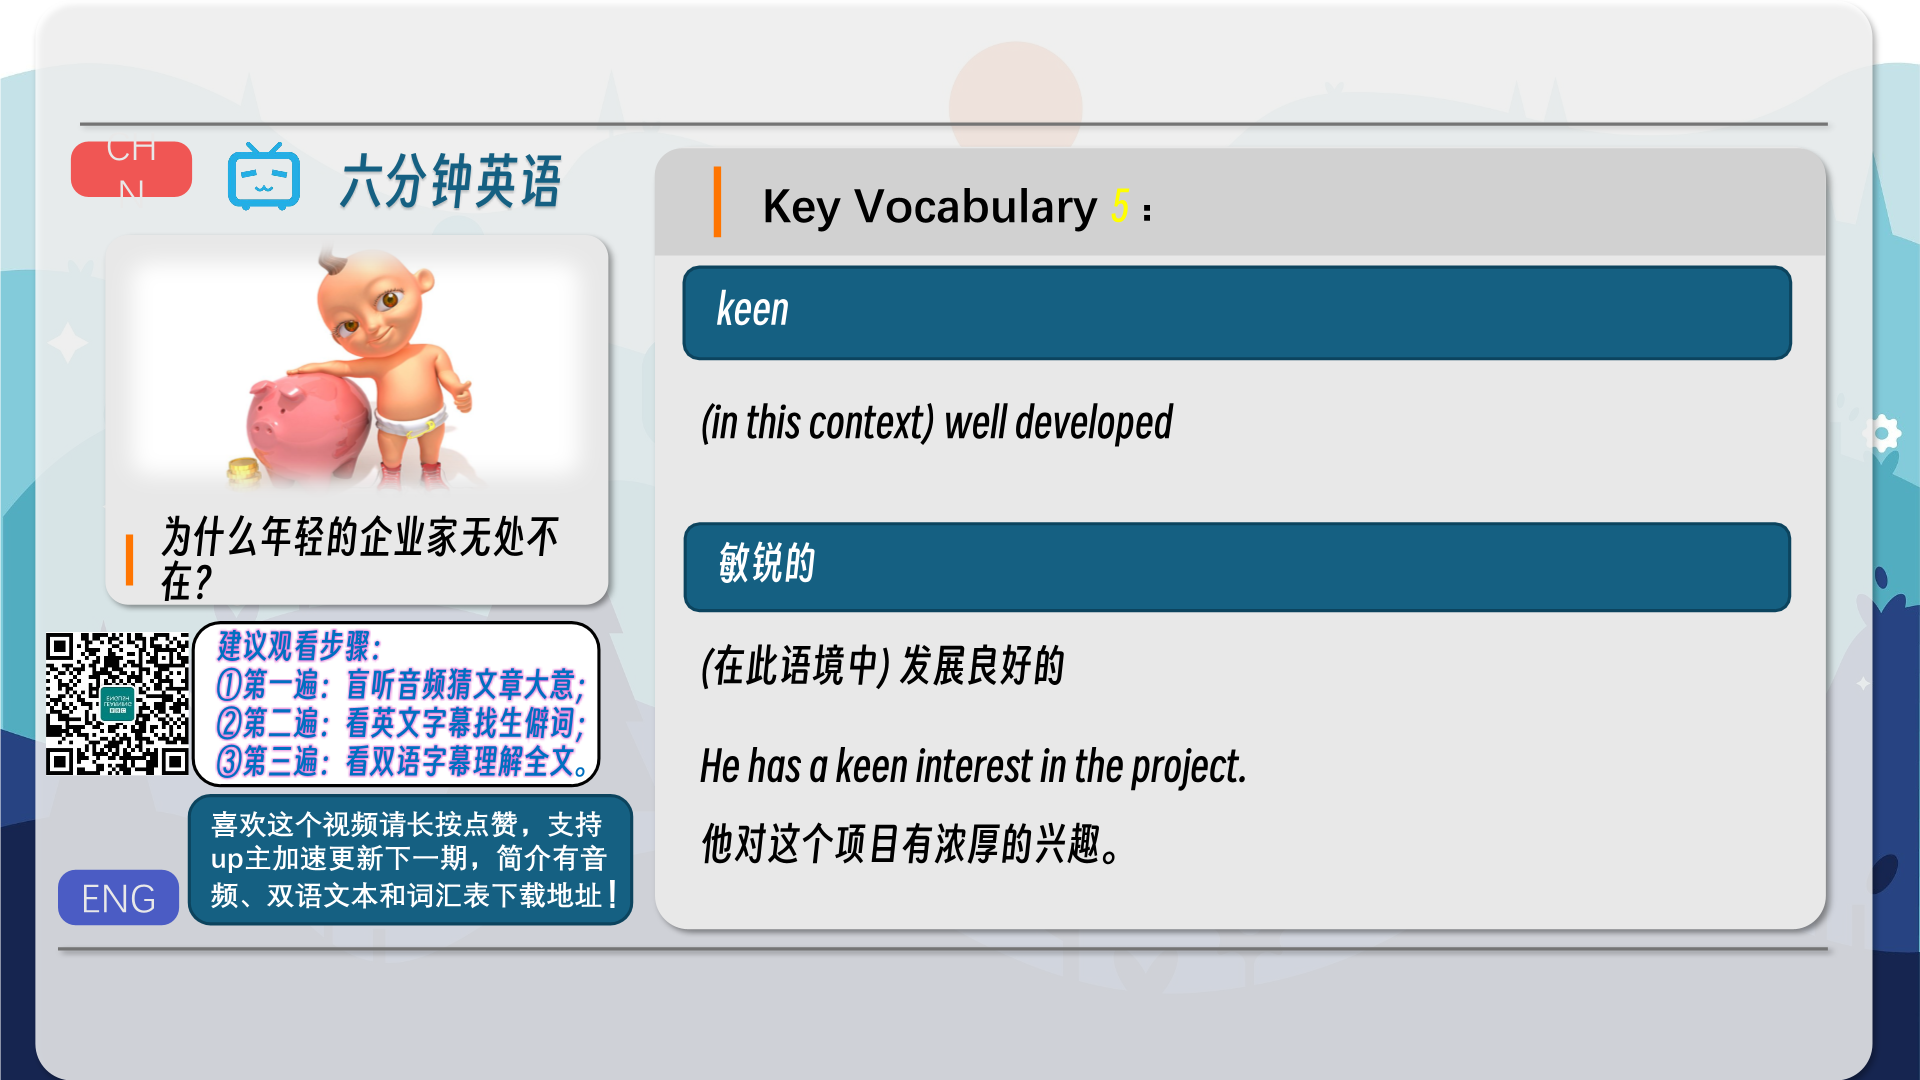 CH
N
六分钟英语
为什么年轻的企业家无处不
在?
建议观看步骤:
①第一遍: 盲听音频猜文章大意;
②第二遍: 看英文字幕找生僻词;
③第三遍: 看双语字幕理解全文。
喜欢这个视频请长按点赞，支持
up主加速更新下一期，简介有音
频、双语文本和词汇表下载地址！
ENG
Key Vocabulary 5：
keen
(in this context) well developed
敏锐的
(在此语境中) 发展良好的
He has a keen interest in the project.
他对这个项目有浓厚的兴趣。